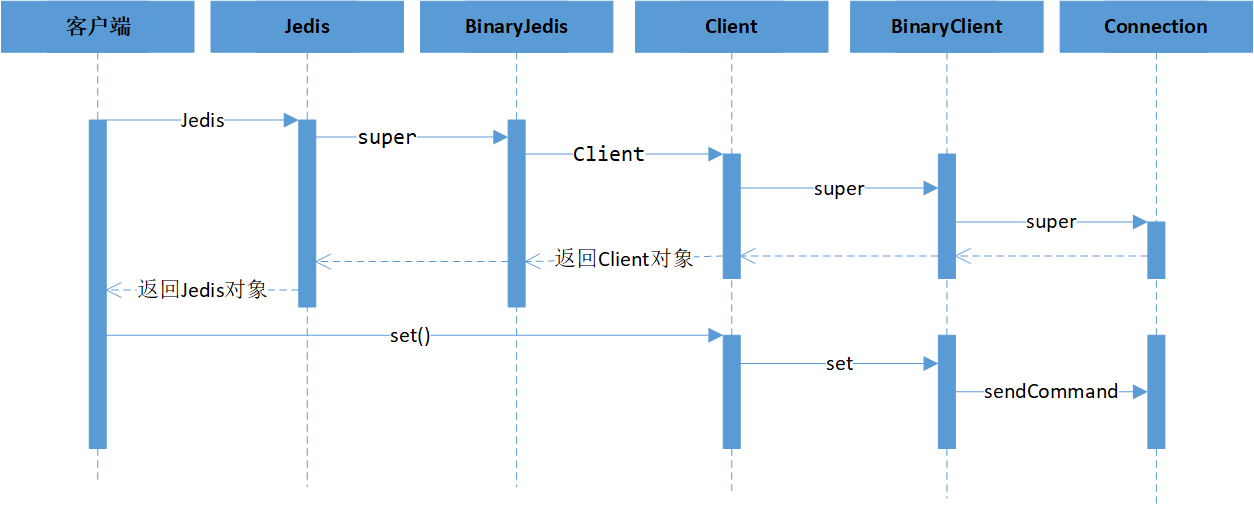 客户端
Jedis
BinaryJedis
Client
BinaryClient
Connection
Jedis
super
Client
super
super
返回Client对象
返回Jedis对象
set()
set
sendCommand